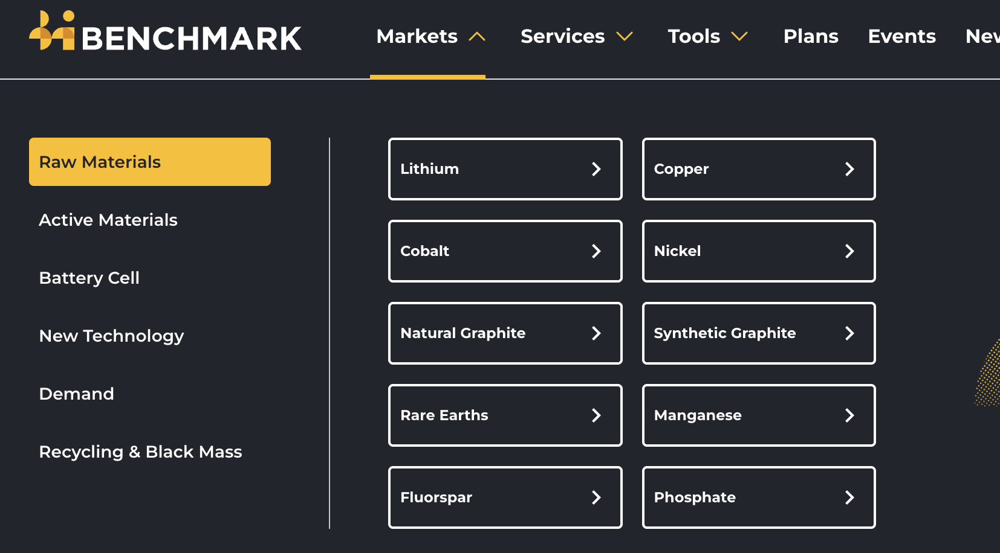 BENCHMARK
Markets Services Tools Plans Events
Raw Materials
Active Materials
Battery Cell
New Technology
Demand
Recycling & Black Mass
Lithium Copper
Cobalt Nickel
Natural Graphite Synthetic Graphite
Rare Earths Manganese
Fluorspar Phosphate